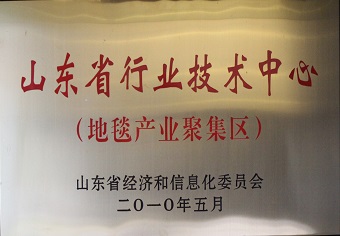 山东省行业技术中心
（地毯产业聚集区）
山东省经济和信息化委员会
二〇一〇年五月